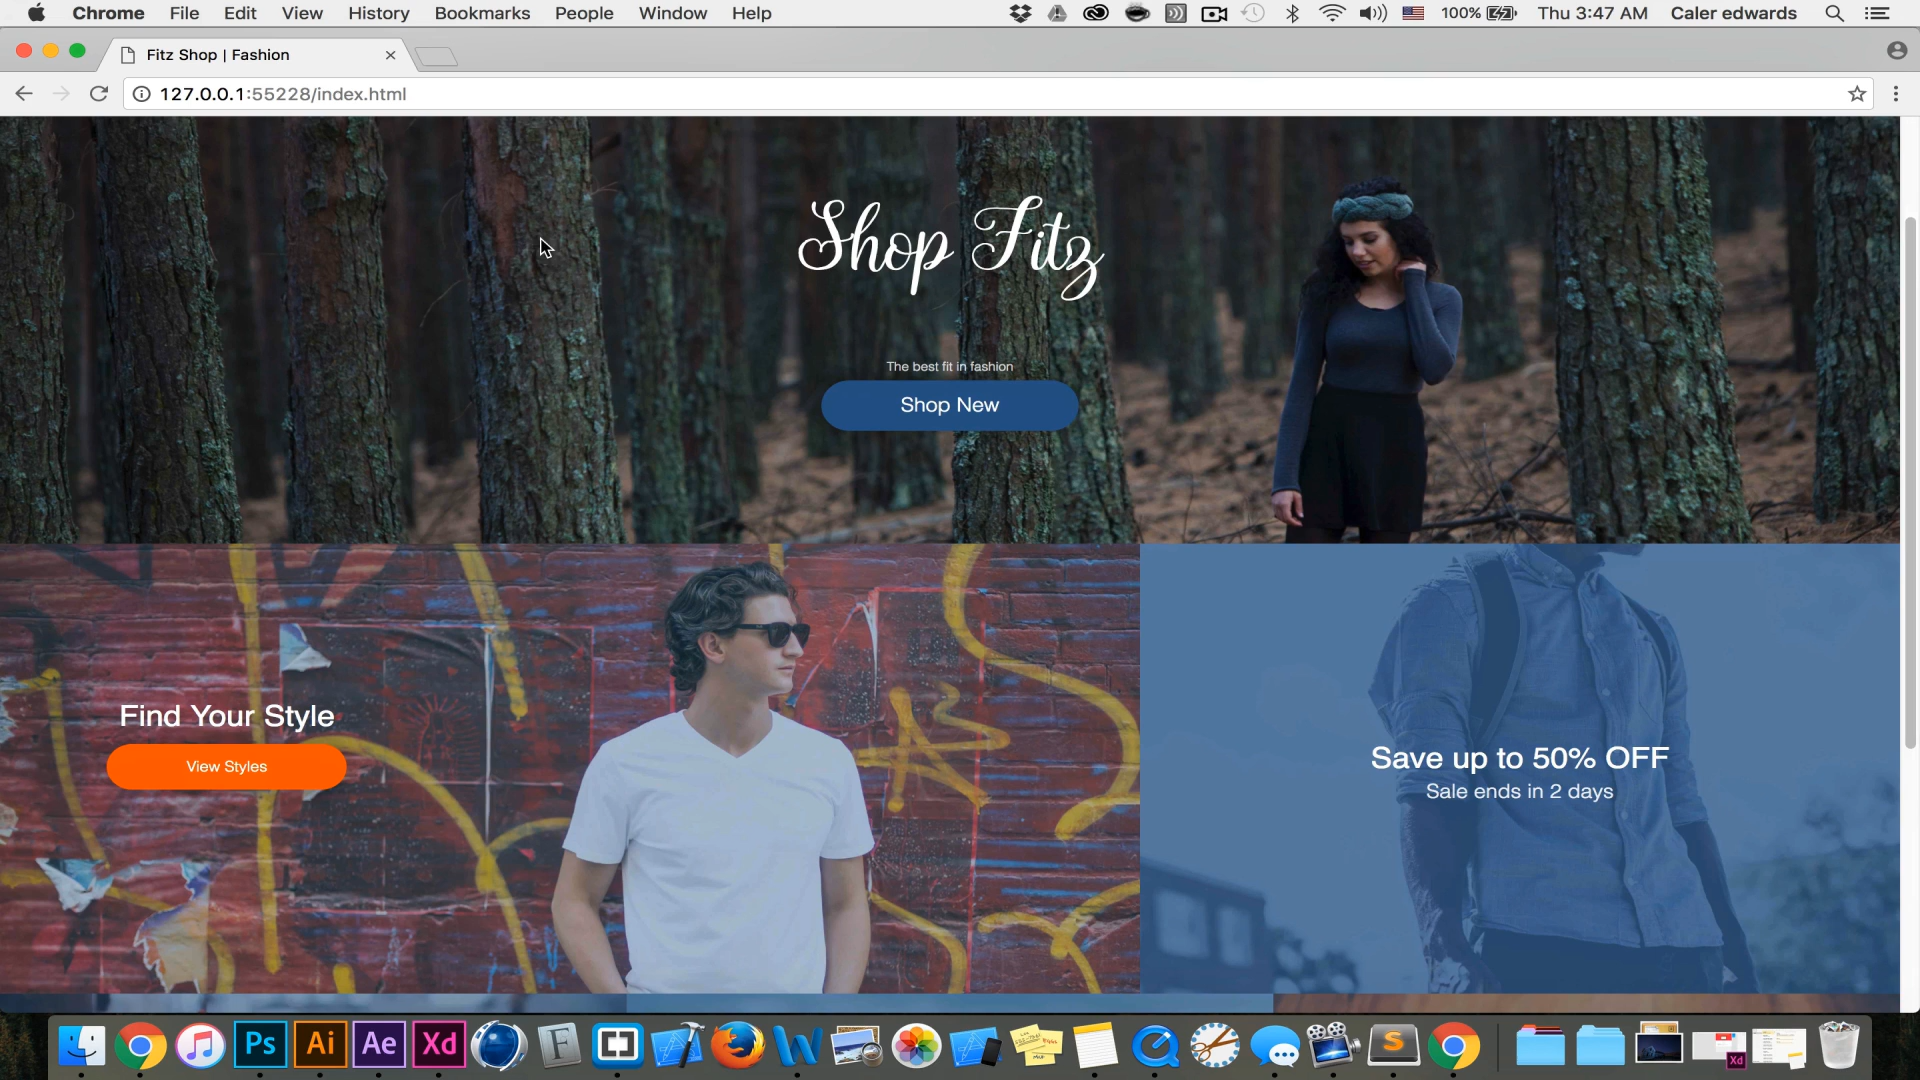 Chrome File Edit View History Bookmarks People Window Help 100% Thu 3:47 AM Caler edwards
Fitz Shop | Fashion
127.0.0.1:55228/index.html
Shop Fitz
The best fit in fashion
Shop New
Find Your Style
View Styles
Save up to 50% OFF
Sale ends in 2 days
Ps Ai Ae Xd F W S Xd